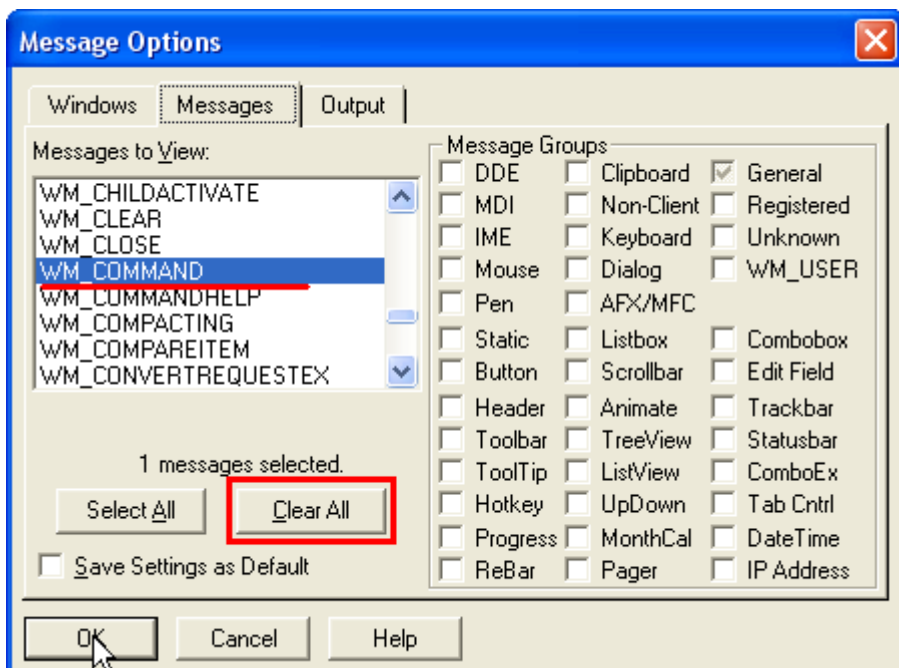 Message Options
Windows Messages Output
Messages to View:
WM_CHILDACTIVATE
WM_CLEAR
WM_CLOSE
WM_COMMAND
WM_COMMANDHELP
WM_COMPACTING
WM_COMPAREITEM
WM_CONVERTREQUESTEX
1 messages selected.
Select All Clear All
Save Settings as Default
Message Groups
DDE Clipboard General
MDI Non-Client Registered
IME Keyboard Unknown
Mouse Dialog WM_USER
Pen AFX/MFC
Static Listbox Combobox
Button Scrollbar Edit Field
Header Animate Trackbar
Toolbar TreeView Statusbar
ToolTip ListView ComboEx
Hotkey UpDown Tab Cntrl
Progress MonthCal DateTime
ReBar Pager IP Address
OK Cancel Help